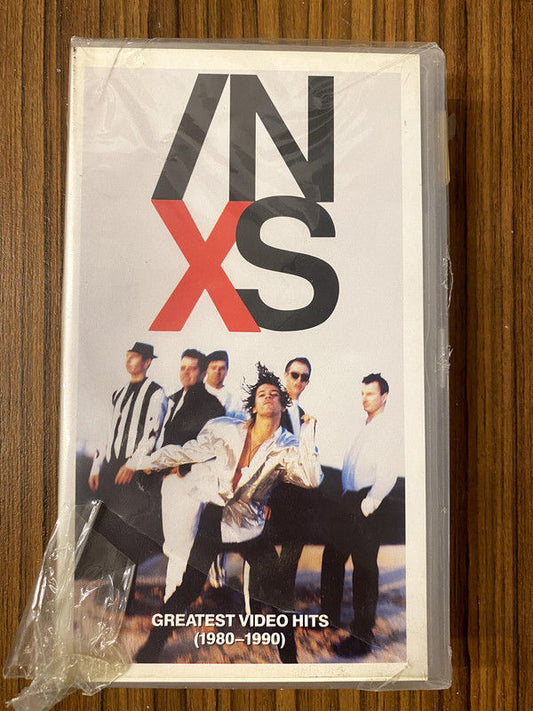 INXS
GREATEST VIDEO HITS
(1980–1990)